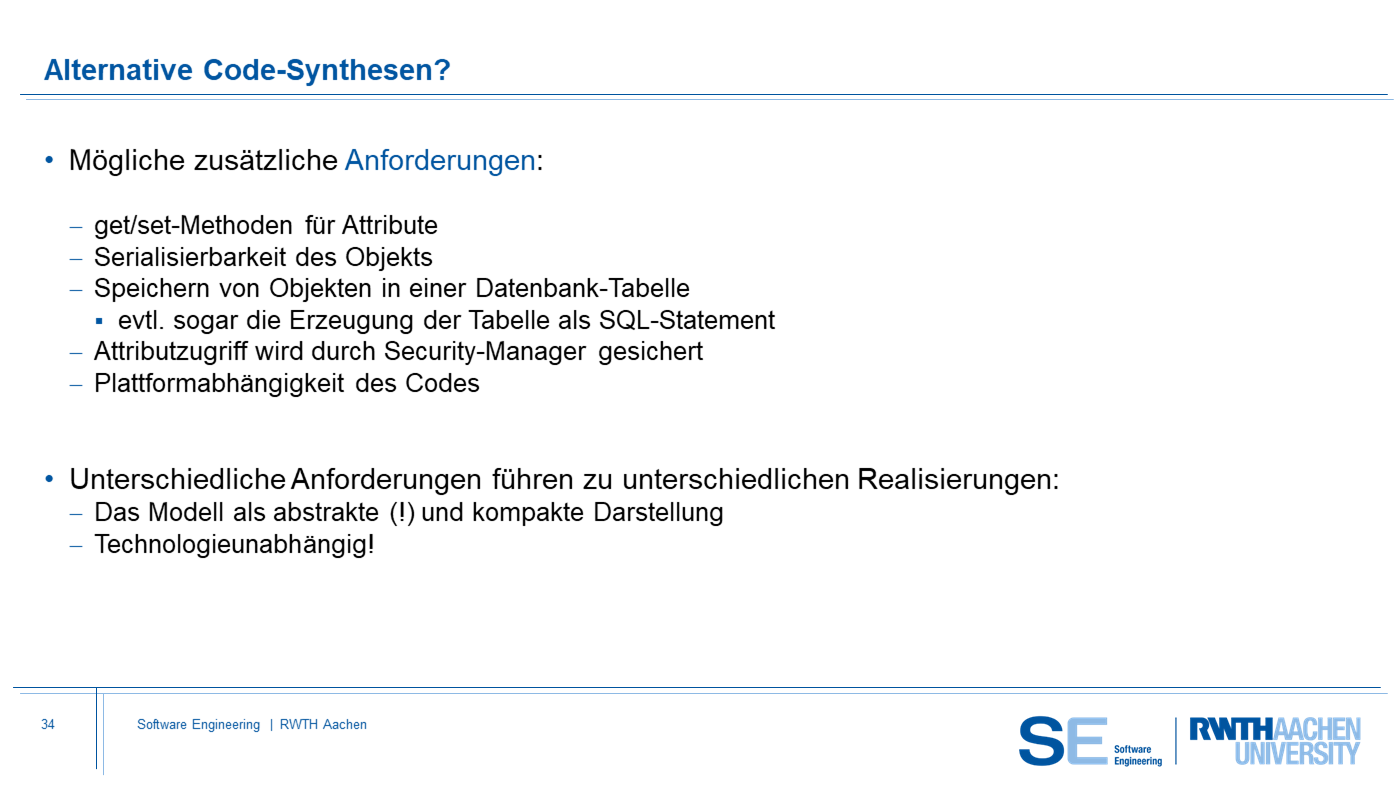 Alternative Code-Synthesen?
• Mögliche zusätzliche Anforderungen:
– get/set-Methoden für Attribute
– Serialisierbarkeit des Objekts
– Speichern von Objekten in einer Datenbank-Tabelle
▪ evtl. sogar die Erzeugung der Tabelle als SQL-Statement
– Attributzugriff wird durch Security-Manager gesichert
– Plattformabhängigkeit des Codes
• Unterschiedliche Anforderungen führen zu unterschiedlichen Realisierungen:
– Das Modell als abstrakte (!) und kompakte Darstellung
– Technologieunabhängig!
34
Software Engineering | RWTH Aachen
SE Software
Engineering
RWTHAACHEN
UNIVERSITY